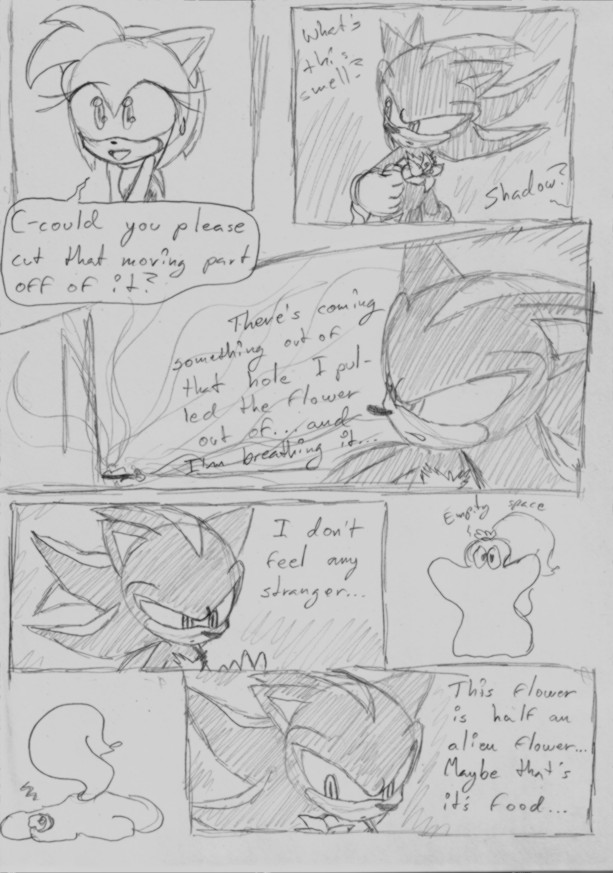 C-could you please
cut that moving part
off of it?
What's
this
smell?
Shadow?
There's coming
something out of
that hole I pul-
led the flower
out of... and
I'm breathing it...
I don't
feel any
stranger...
Empty space
This flower
is half an
alien flower...
Maybe that's
it's food...